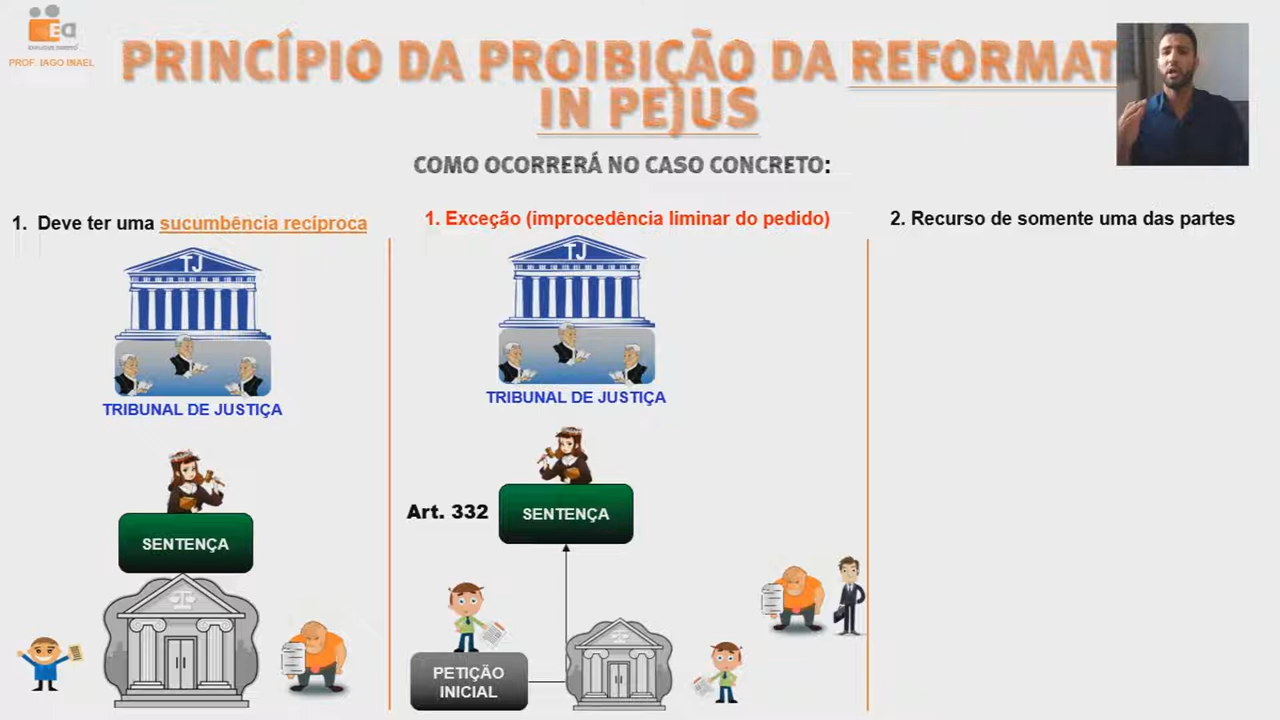 PROF. IAGO INAEL
PRINCÍPIO DA PROIBIÇÃO DA REFORMAT
IN PEJUS
COMO OCORRERÁ NO CASO CONCRETO:
1. Deve ter uma sucumbência recíproca
TJ
TRIBUNAL DE JUSTIÇA
SENTENÇA
1. Exceção (improcedência liminar do pedido)
TJ
TRIBUNAL DE JUSTIÇA
Art. 332
SENTENÇA
PETIÇÃO
INICIAL
2. Recurso de somente uma das partes